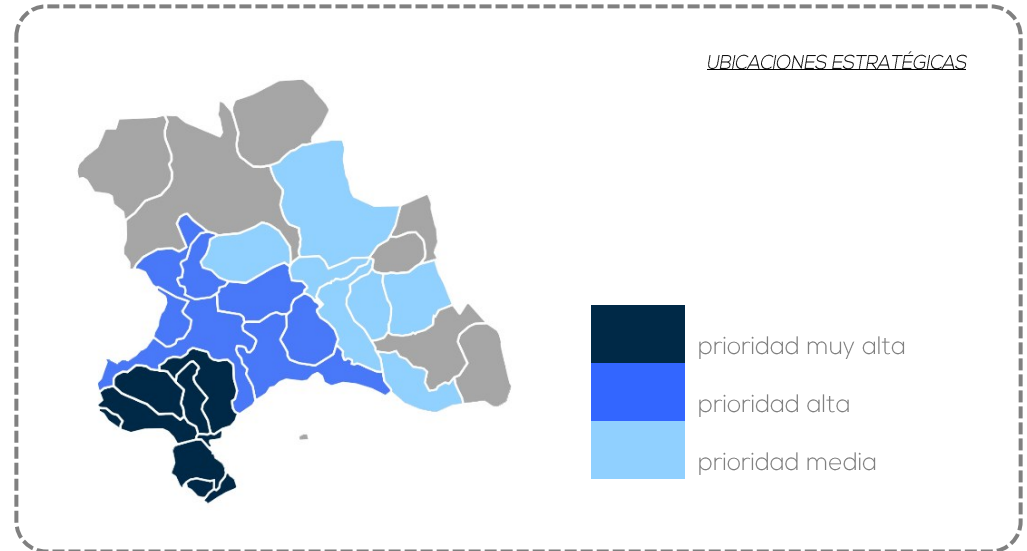 UBICACIONES ESTRATÉGICAS
prioridad muy alta
prioridad alta
prioridad media